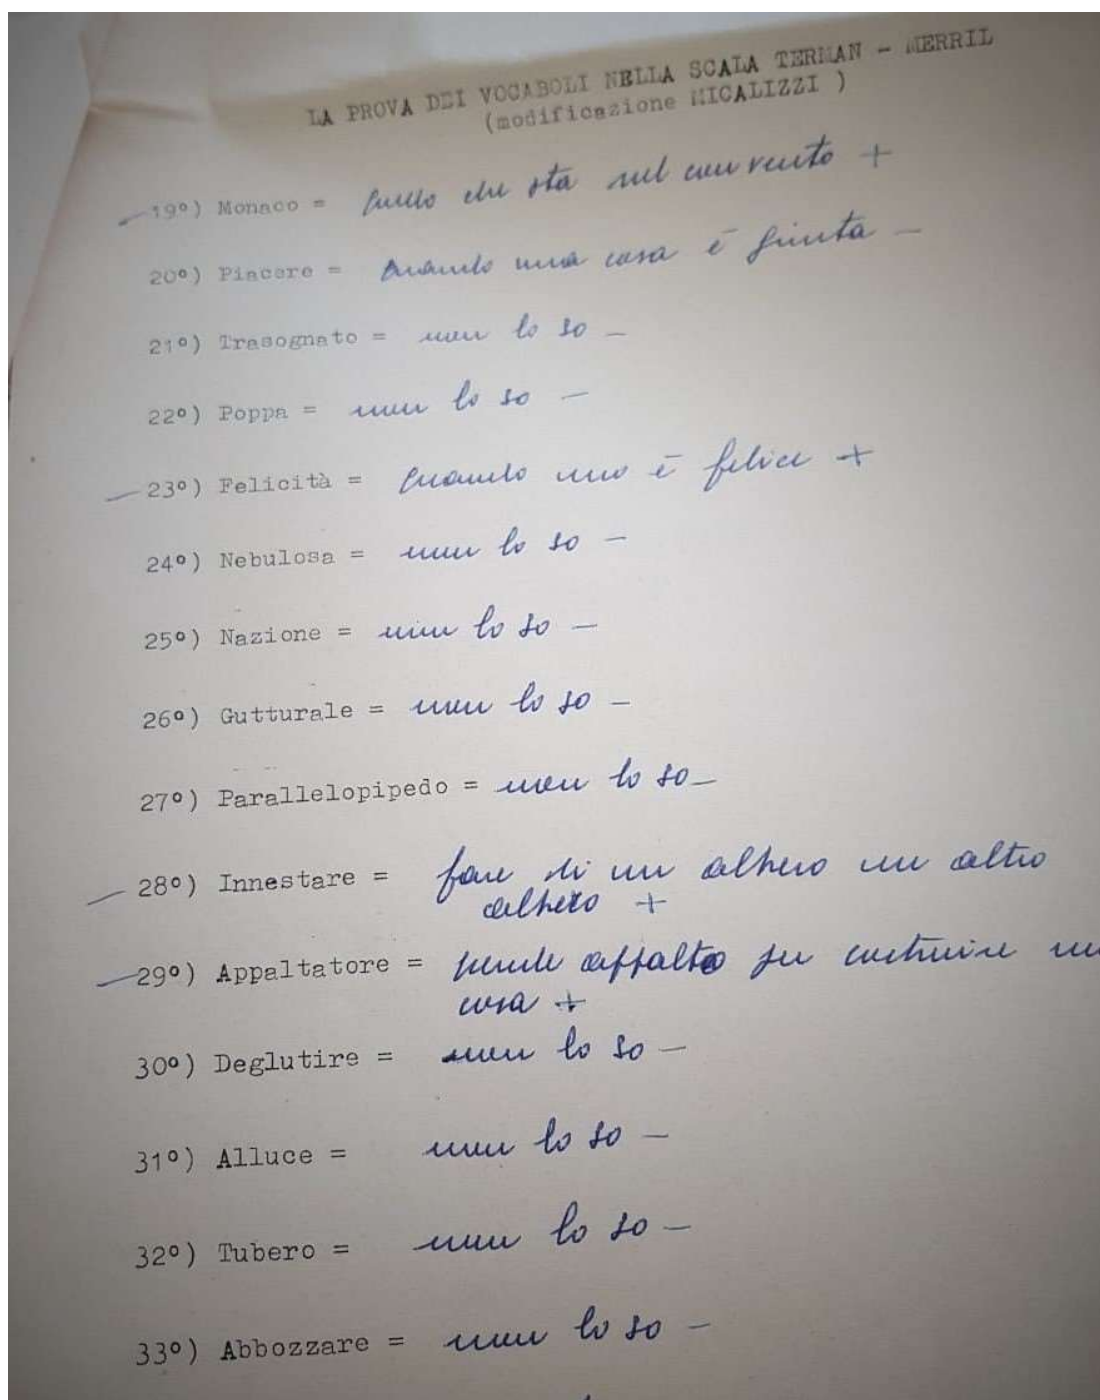 LA PROVA DEI VOCABOLI NELLA SCALA TERMAN - MERRIL
(modificazione MICALIZZI )
19°) Monaco = quello che sta nel convento +
20°) Piacere = quando una cosa è giunta -
21°) Trasognato = non lo so -
22°) Poppa = non lo so -
23°) Felicità = quando uno è felice +
24°) Nebulosa = non lo so -
25°) Nazione = non lo so -
26°) Gutturale = non lo so -
27°) Parallelopipedo = non lo so -
28°) Innestare = fare di un albero un altro
albero +
29°) Appaltatore = prende appalto per costruire
cosa +
30°) Deglutire = non lo so -
31°) Alluce = non lo so -
32°) Tubero = non lo so -
33°) Abbozzare = non lo so -